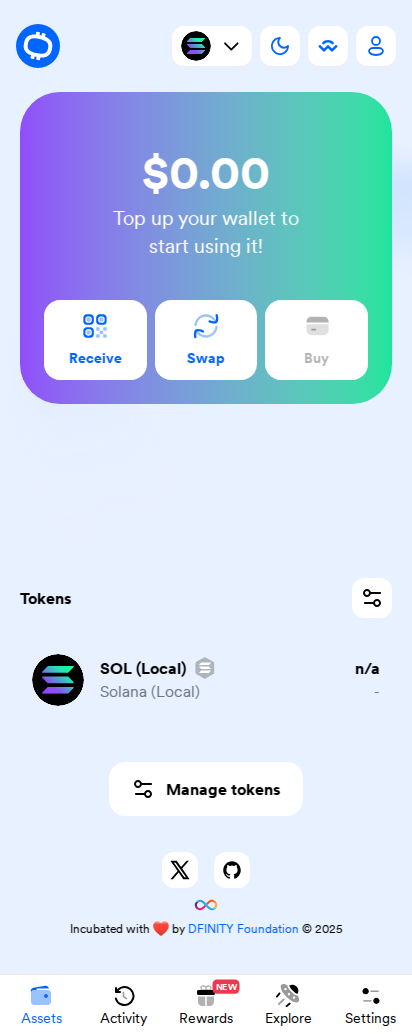 $0.00
Top up your wallet to
start using it!
Receive
Swap
Buy
Tokens
SOL (Local)
n/a
Solana (Local)
-
Manage tokens
Incubated with ❤️ by DFINITY Foundation © 2025
NEW
Assets
Activity
Rewards
Explore
Settings